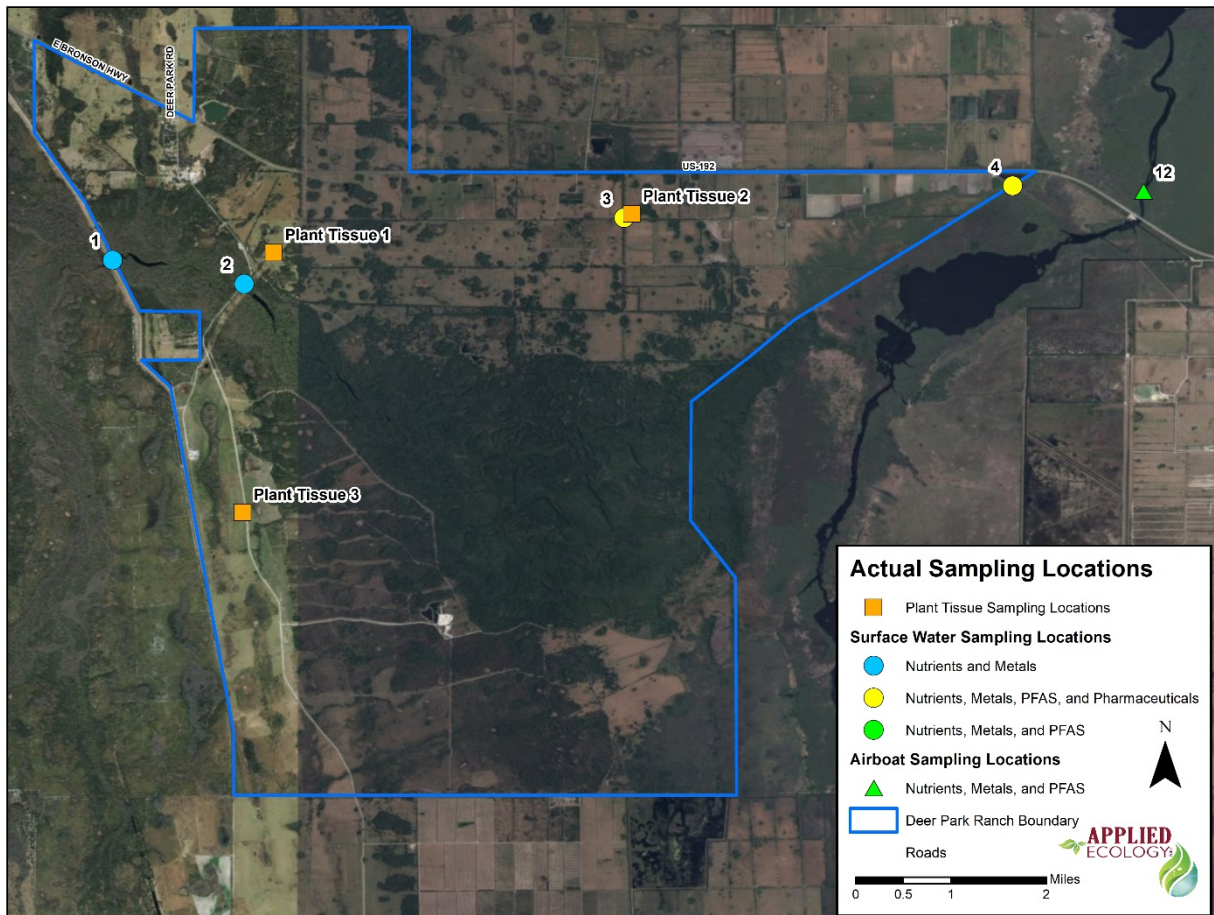 E BRONSON HWY
DEER PARK RD
US-192
12
4
3
Plant Tissue 2
1
Plant Tissue 1
2
Plant Tissue 3
Actual Sampling Locations
Plant Tissue Sampling Locations
Surface Water Sampling Locations
Nutrients and Metals
Nutrients, Metals, PFAS, and Pharmaceuticals
Nutrients, Metals, and PFAS
Airboat Sampling Locations
Nutrients, Metals, and PFAS
Deer Park Ranch Boundary
Roads
N
APPLIED
ECOLOGY
0 0.5 1 2 Miles